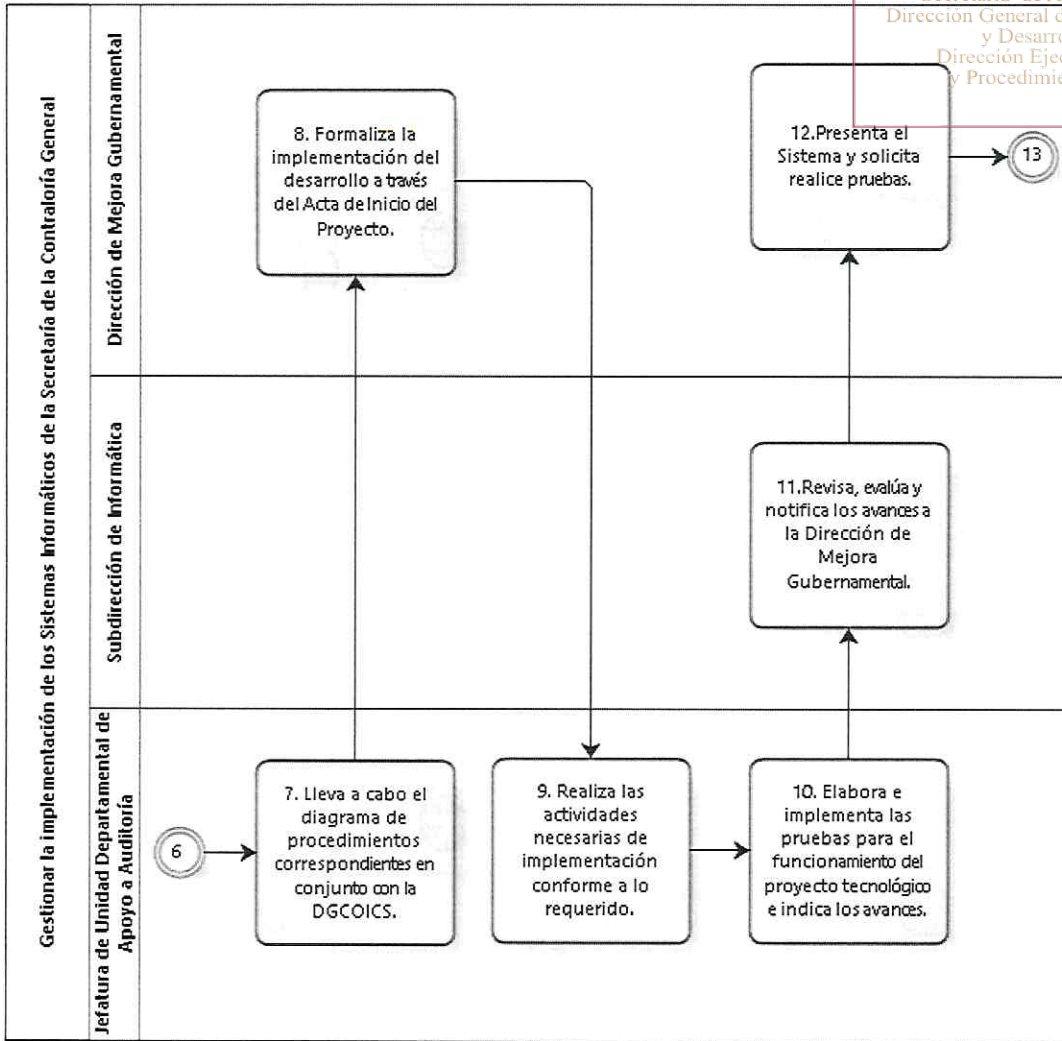 Dirección General d
y Desarro
Dirección Ejec
y Procedimie
Gestionar la implementación de los Sistemas Informáticos de la Secretaría de la Contraloría General
Dirección de Mejora Gubernamental
8. Formaliza la
implementación del
desarrollo a través
del Acta de Inicio del
Proyecto.
12.Presenta el
Sistema y solicita
realice pruebas.
13
Subdirección de Informática
11.Revisa, evalúa y
notifica los avances a
la Dirección de
Mejora
Gubernamental.
Jefatura de Unidad Departamental de
Apoyo a Auditoría
6
7. Lleva a cabo el
diagrama de
procedimientos
correspondientes en
conjunto con la
DGCOICS.
9. Realiza las
actividades
necesarias de
implementación
conforme a lo
requerido.
10. Elabora e
implementa las
pruebas para el
funcionamiento del
proyecto tecnológico
e indica los avances.